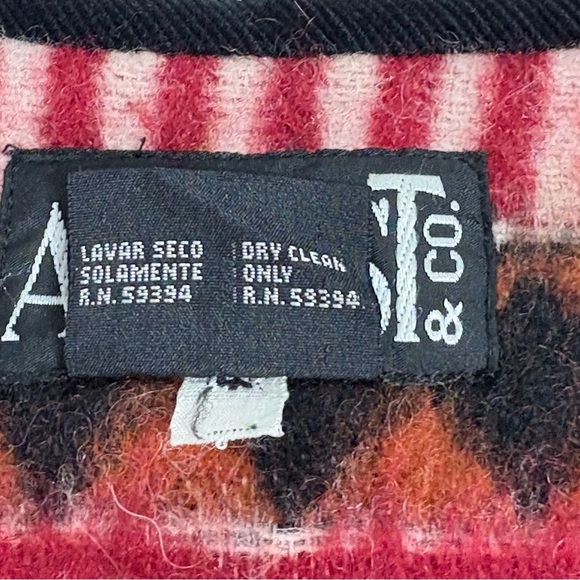 LAVAR SECO
SOLAMENTE
R.N. 59394
DRY CLEAN
ONLY
R.N. 59394
& CO.